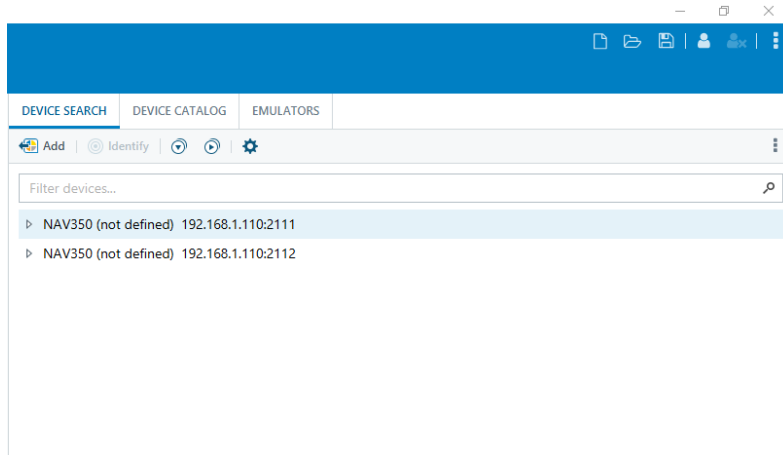 DEVICE SEARCH DEVICE CATALOG EMULATORS
Add Identify
Filter devices...
NAV350 (not defined) 192.168.1.110:2111
NAV350 (not defined) 192.168.1.110:2112